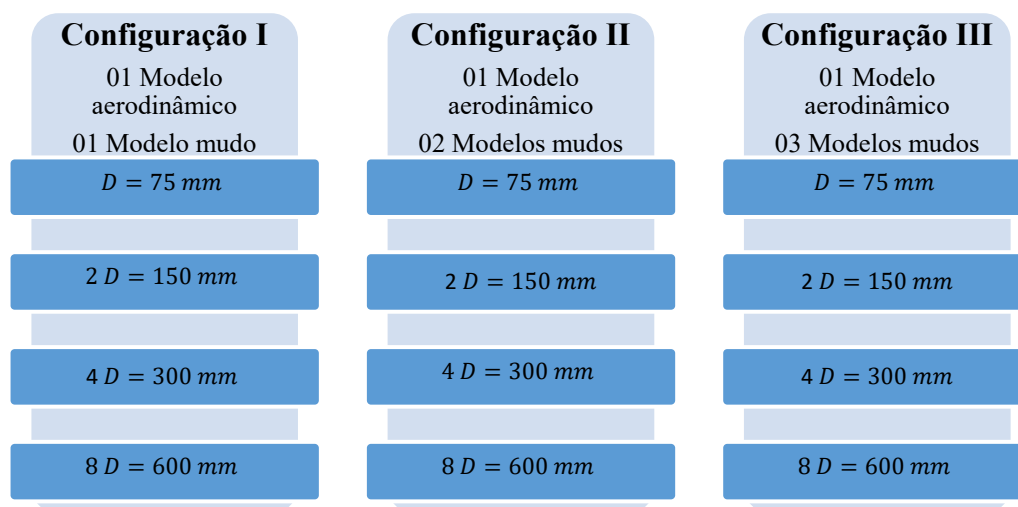 Configuração I
01 Modelo
aerodinâmico
01 Modelo mudo
D = 75 mm
2 D = 150 mm
4 D = 300 mm
8 D = 600 mm
Configuração II
01 Modelo
aerodinâmico
02 Modelos mudos
D = 75 mm
2 D = 150 mm
4 D = 300 mm
8 D = 600 mm
Configuração III
01 Modelo
aerodinâmico
03 Modelos mudos
D = 75 mm
2 D = 150 mm
4 D = 300 mm
8 D = 600 mm